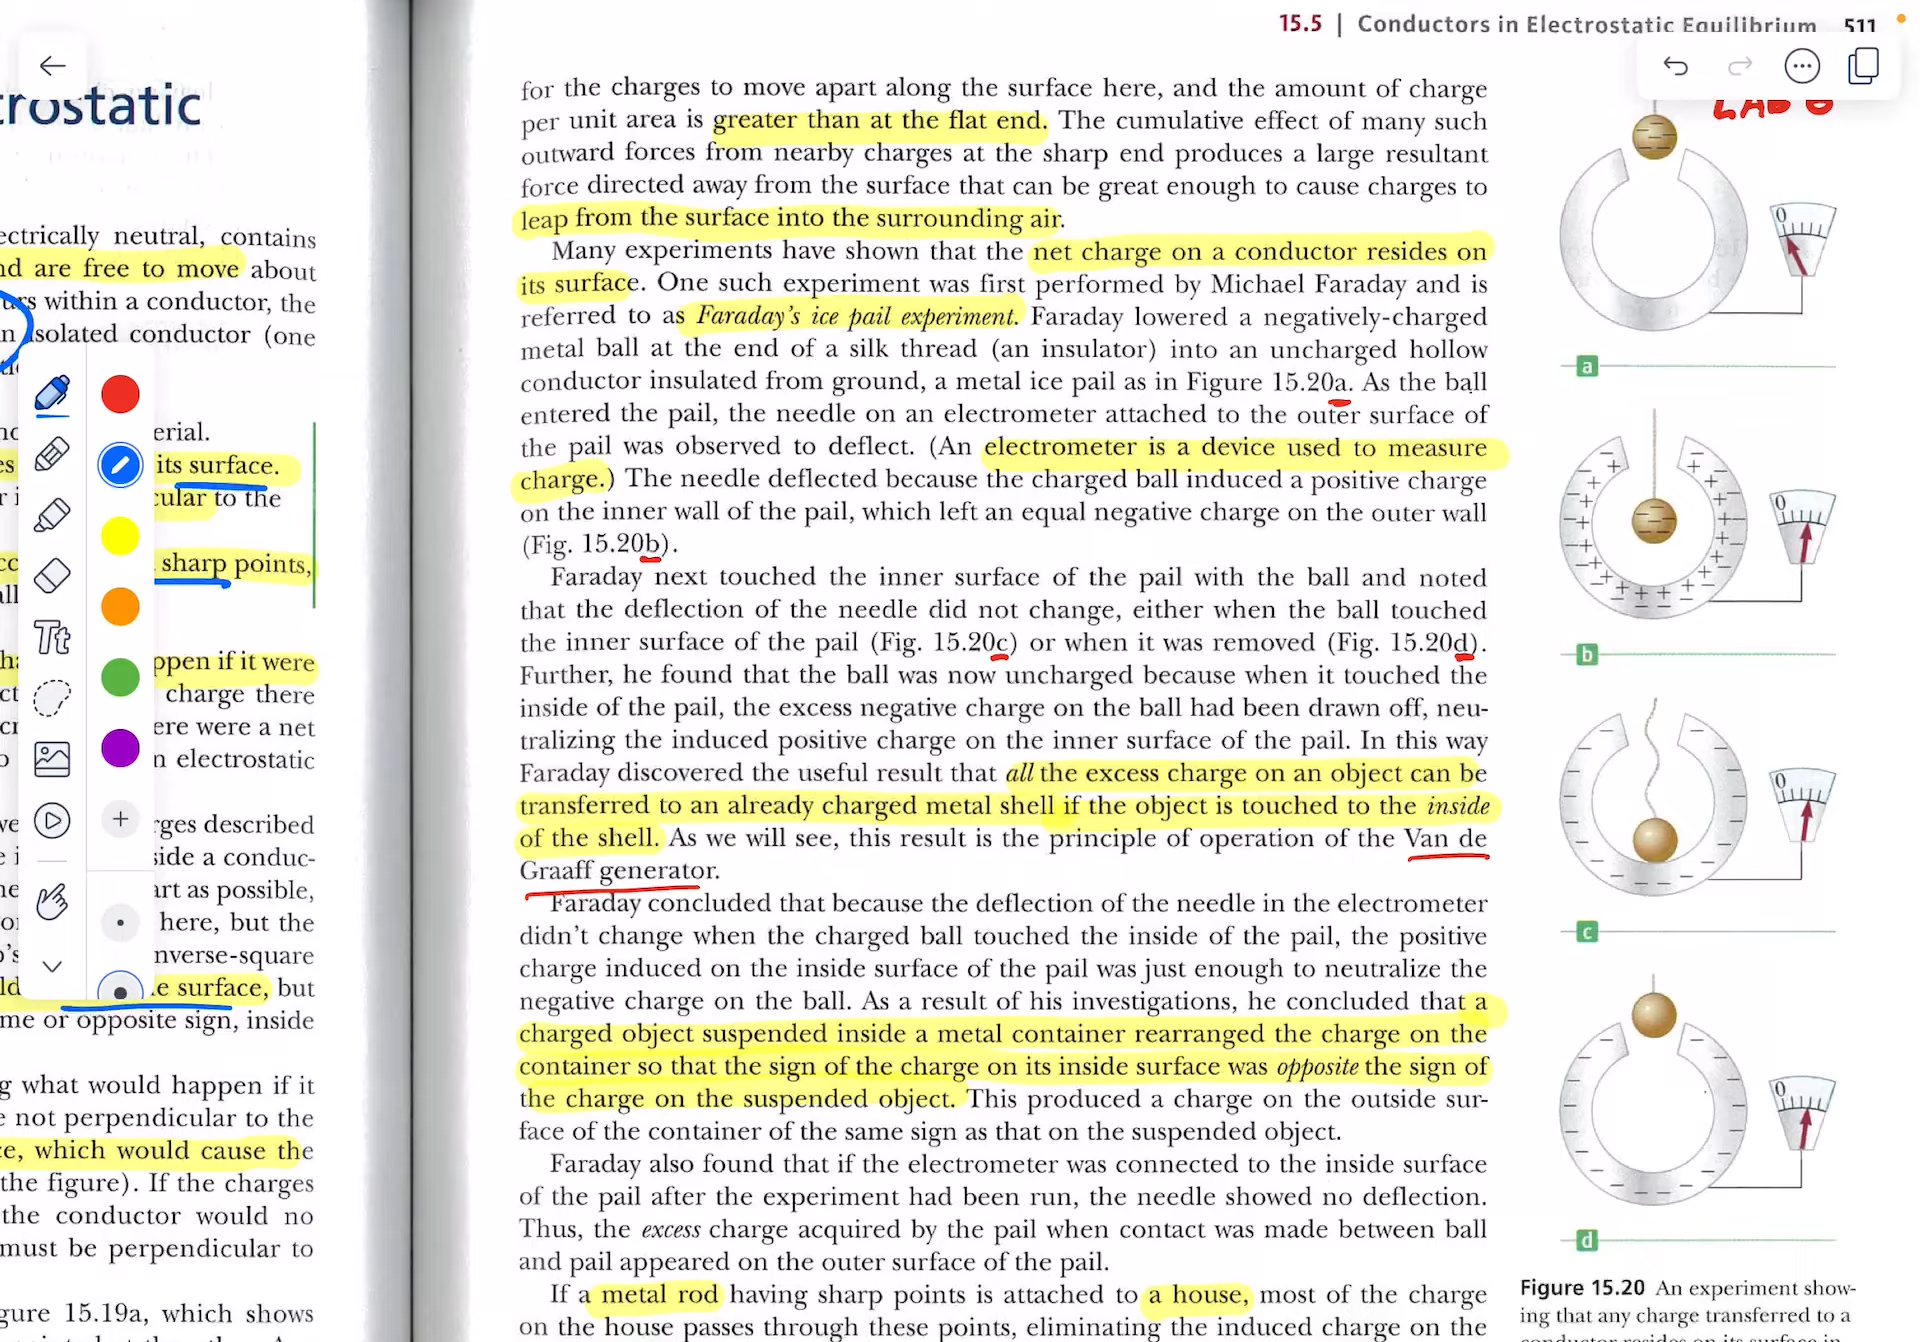 15.5 | Conductors in Electrostatic Equilibrium 511
rostatic
ectrically neutral, contains
nd are free to move about
within a conductor, the
isolated conductor (one
erial.
its surface.
cular to the
sharp points,
ppen if it were
charge there
ere were a net
n electrostatic
rges described
side a conduc-
art as possible,
here, but the
nverse-square
e surface, but
me or opposite sign, inside
g what would happen if it
not perpendicular to the
ce, which would cause the
the figure). If the charges
the conductor would no
must be perpendicular to
gure 15.19a, which shows
Tt
for the charges to move apart along the surface here, and the amount of charge
per unit area is greater than at the flat end. The cumulative effect of many such
outward forces from nearby charges at the sharp end produces a large resultant
force directed away from the surface that can be great enough to cause charges to
leap from the surface into the surrounding air.
Many experiments have shown that the net charge on a conductor resides on
its surface. One such experiment was first performed by Michael Faraday and is
referred to as Faraday's ice pail experiment. Faraday lowered a negatively-charged
metal ball at the end of a silk thread (an insulator) into an uncharged hollow
conductor insulated from ground, a metal ice pail as in Figure 15.20a. As the ball
entered the pail, the needle on an electrometer attached to the outer surface of
the pail was observed to deflect. (An electrometer is a device used to measure
charge.) The needle deflected because the charged ball induced a positive charge
on the inner wall of the pail, which left an equal negative charge on the outer wall
(Fig. 15.20b).
Faraday next touched the inner surface of the pail with the ball and noted
that the deflection of the needle did not change, either when the ball touched
the inner surface of the pail (Fig. 15.20c) or when it was removed (Fig. 15.20d).
Further, he found that the ball was now uncharged because when it touched the
inside of the pail, the excess negative charge on the ball had been drawn off, neu-
tralizing the induced positive charge on the inner surface of the pail. In this way
Faraday discovered the useful result that all the excess charge on an object can be
transferred to an already charged metal shell if the object is touched to the inside
of the shell. As we will see, this result is the principle of operation of the Van de
Graaff generator.
Faraday concluded that because the deflection of the needle in the electrometer
didn't change when the charged ball touched the inside of the pail, the positive
charge induced on the inside surface of the pail was just enough to neutralize the
negative charge on the ball. As a result of his investigations, he concluded that a
charged object suspended inside a metal container rearranged the charge on the
container so that the sign of the charge on its inside surface was opposite the sign of
the charge on the suspended object. This produced a charge on the outside sur-
face of the container of the same sign as that on the suspended object.
Faraday also found that if the electrometer was connected to the inside surface
of the pail after the experiment had been run, the needle showed no deflection.
Thus, the excess charge acquired by the pail when contact was made between ball
and pail appeared on the outer surface of the pail.
If a metal rod having sharp points is attached to a house, most of the charge
on the house passes through these points, eliminating the induced charge on the
0
a
0
b
0
c
0
d
Figure 15.20 An experiment show-
ing that any charge transferred to a